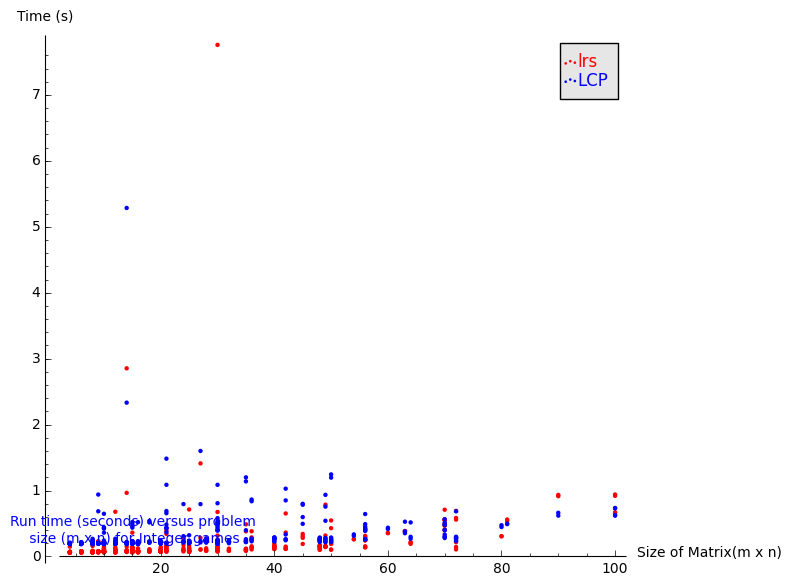 Time (s)
lrs
LCP
7
6
5
4
3
2
1
Run time (seconds) versus problem
size (m x n) for Integer games
0
20
40
60
80
100
Size of Matrix(m x n)